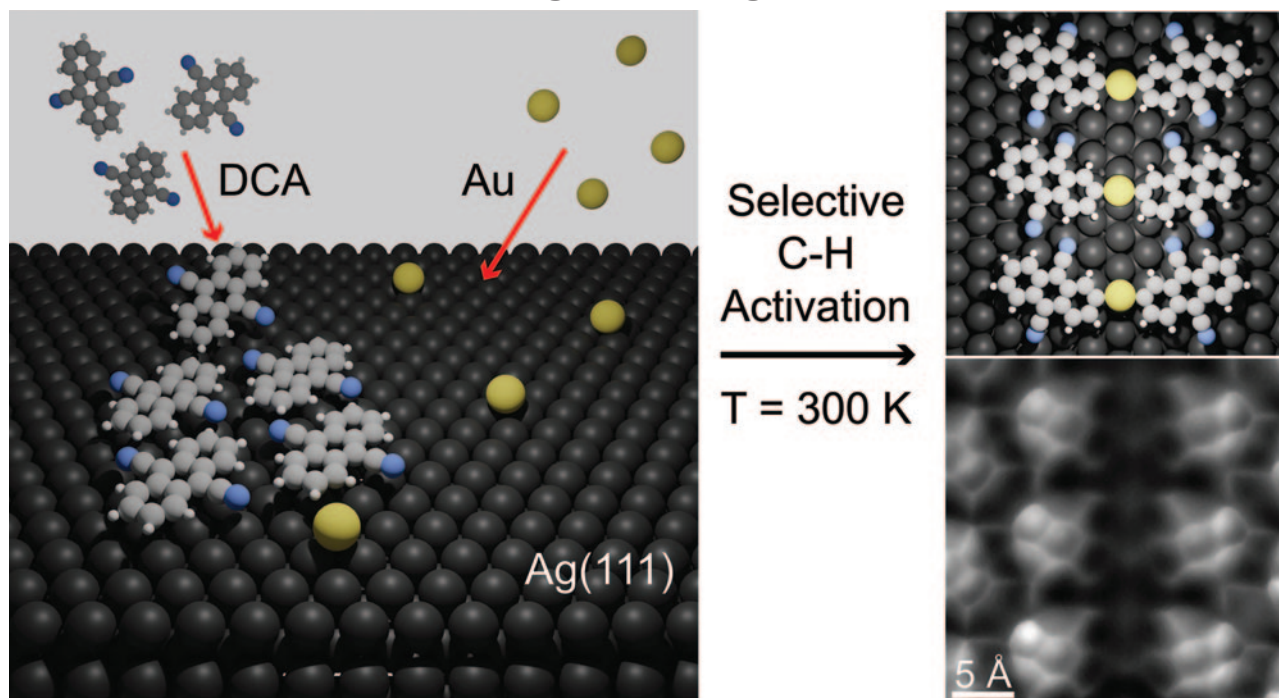 DCA
Au
Ag(111)
Selective
C-H
Activation
T = 300 K
5 Å